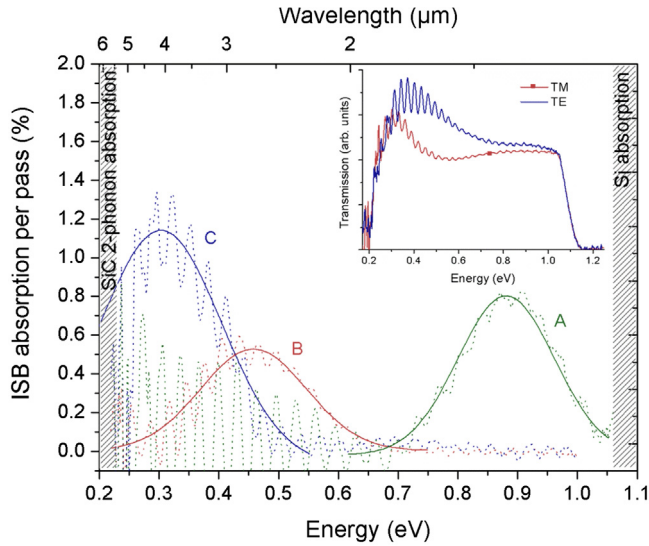 Wavelength (µm)
6 5 4 3 2
2.0
1.8
1.6
1.4
1.2
1.0
0.8
0.6
0.4
0.2
0.0
ISB absorption per pass (%)
SiC 2-phonon absorption
Si absorption
C
B
A
TM
TE
Transmission (arb. units)
0.2 0.4 0.6 0.8 1.0 1.2
Energy (eV)
0.2 0.3 0.4 0.5 0.6 0.7 0.8 0.9 1.0 1.1
Energy (eV)